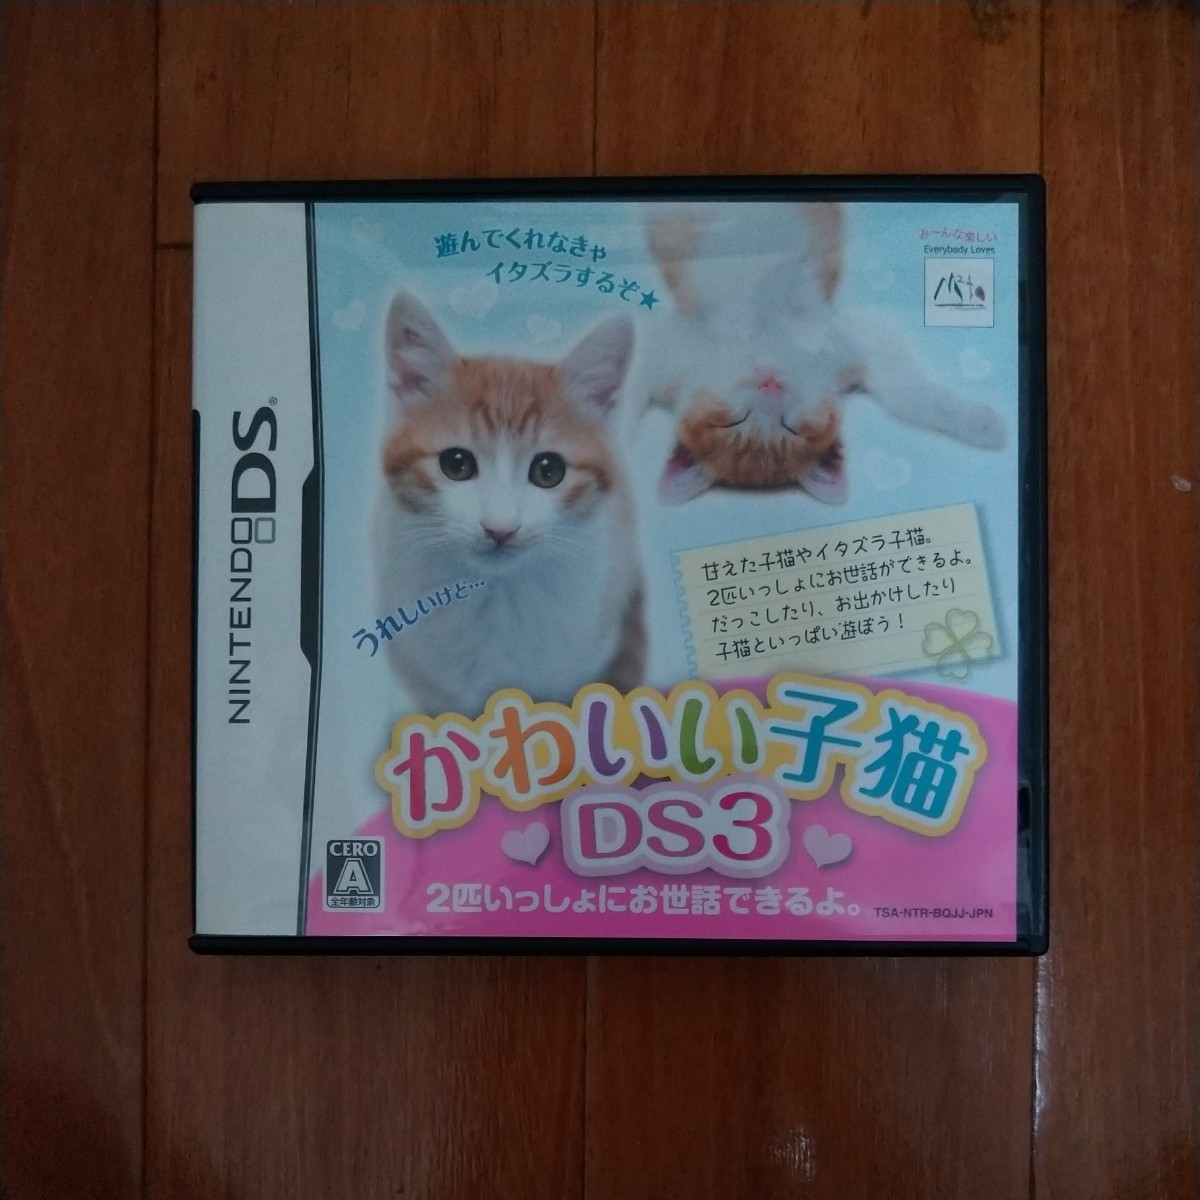 NINTENDO DS®
遊んでくれなきゃ
イタズラするぞ★
み〜んな楽しい
Everybody Loves
うれしいけど…
甘えた子猫やイタズラ子猫。
2匹いっしょにお世話ができるよ。
だっこしたり、お出かけしたり
子猫といっぱい遊ぼう！
かわいい子猫
DS3
CERO
A
全年齢対象
2匹いっしょにお世話できるよ。
TSA-NTR-BQJJ-JPN